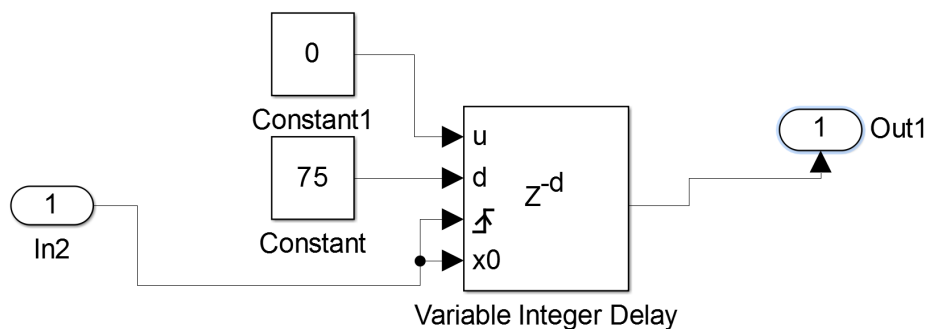 0
Constant1
75
Constant
1
In2
u
d
x0
Z-d
Variable Integer Delay
1
Out1